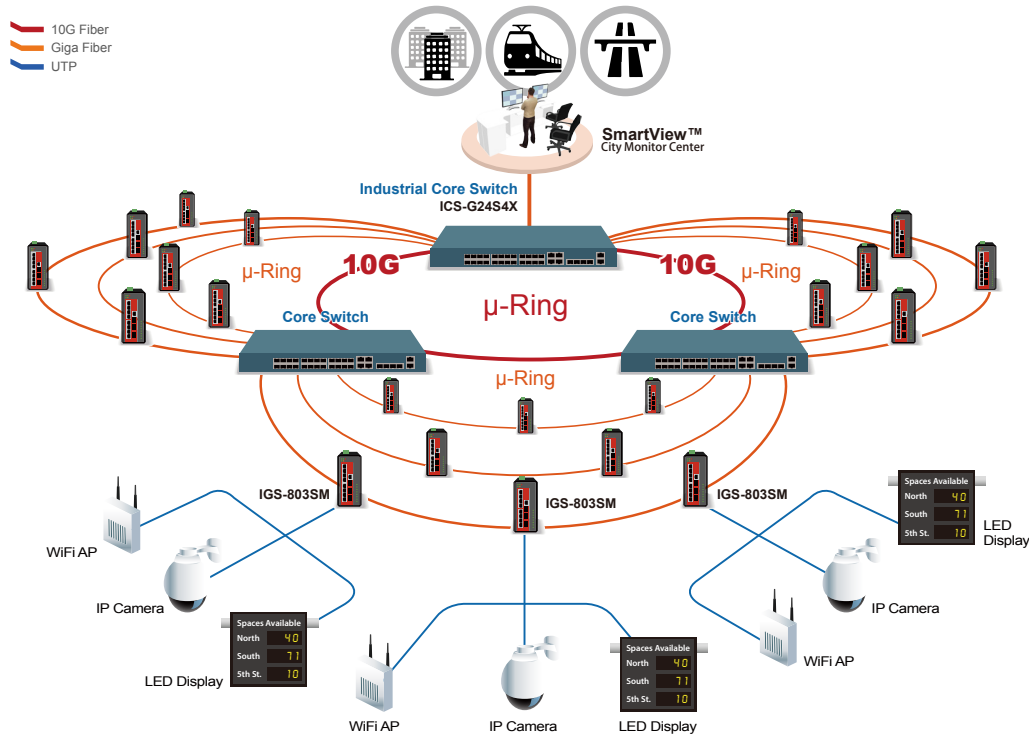 10G Fiber
Giga Fiber
UTP
SmartView™
City Monitor Center
Industrial Core Switch
ICS-G24S4X
10G
10G
μ-Ring
μ-Ring
μ-Ring
Core Switch
Core Switch
μ-Ring
IGS-803SM
IGS-803SM
IGS-803SM
WiFi AP
IP Camera
Spaces Available
North 40
South 71
5th St. 10
LED Display
WiFi AP
IP Camera
Spaces Available
North 40
South 71
5th St. 10
LED Display
WiFi AP
IP Camera
Spaces Available
North 40
South 71
5th St. 10
LED
Display